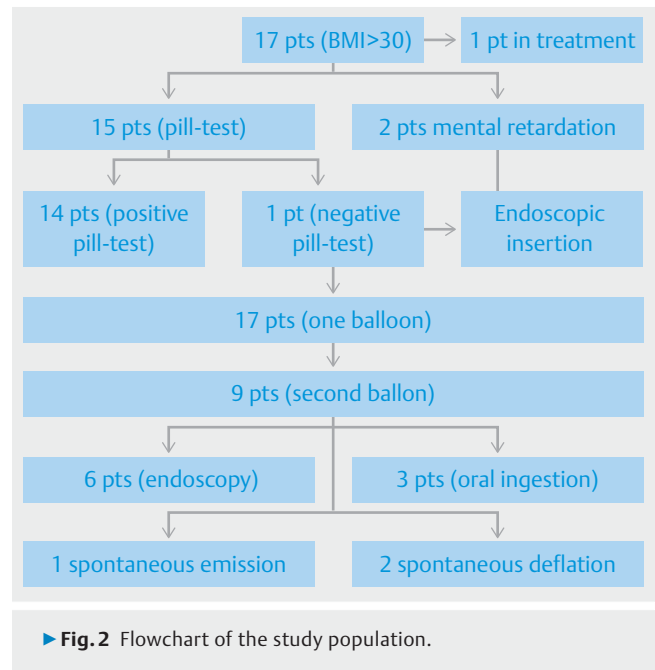 17 pts (BMI>30)
1 pt in treatment
15 pts (pill-test)
2 pts mental retardation
14 pts (positive
pill-test)
1 pt (negative
pill-test)
Endoscopic
insertion
17 pts (one balloon)
9 pts (second ballon)
6 pts (endoscopy)
3 pts (oral ingestion)
1 spontaneous emission
2 spontaneous deflation
▶ Fig. 2 Flowchart of the study population.